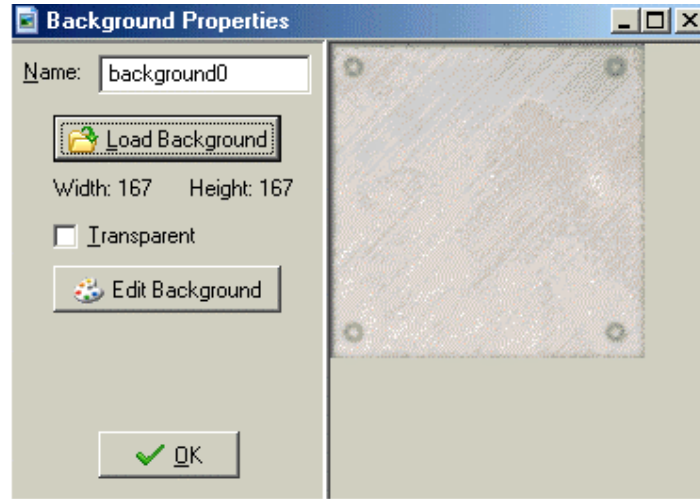 Background Properties
Name: background0
Load Background
Width: 167 Height: 167
Transparent
Edit Background
OK